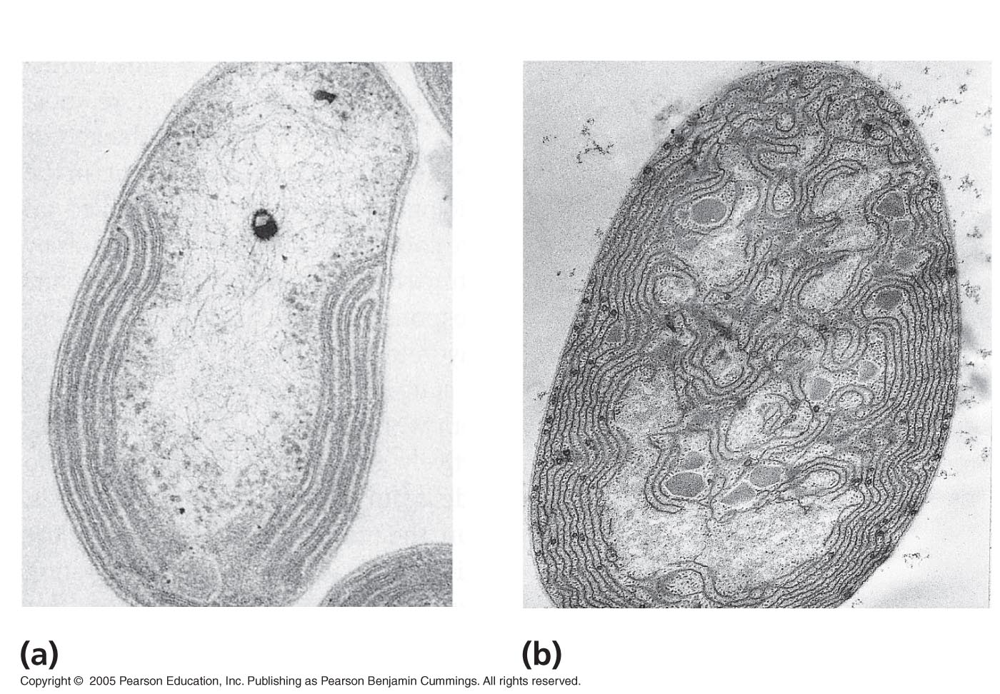 (a)
(b)
Copyright © 2005 Pearson Education, Inc. Publishing as Pearson Benjamin Cummings. All rights reserved.